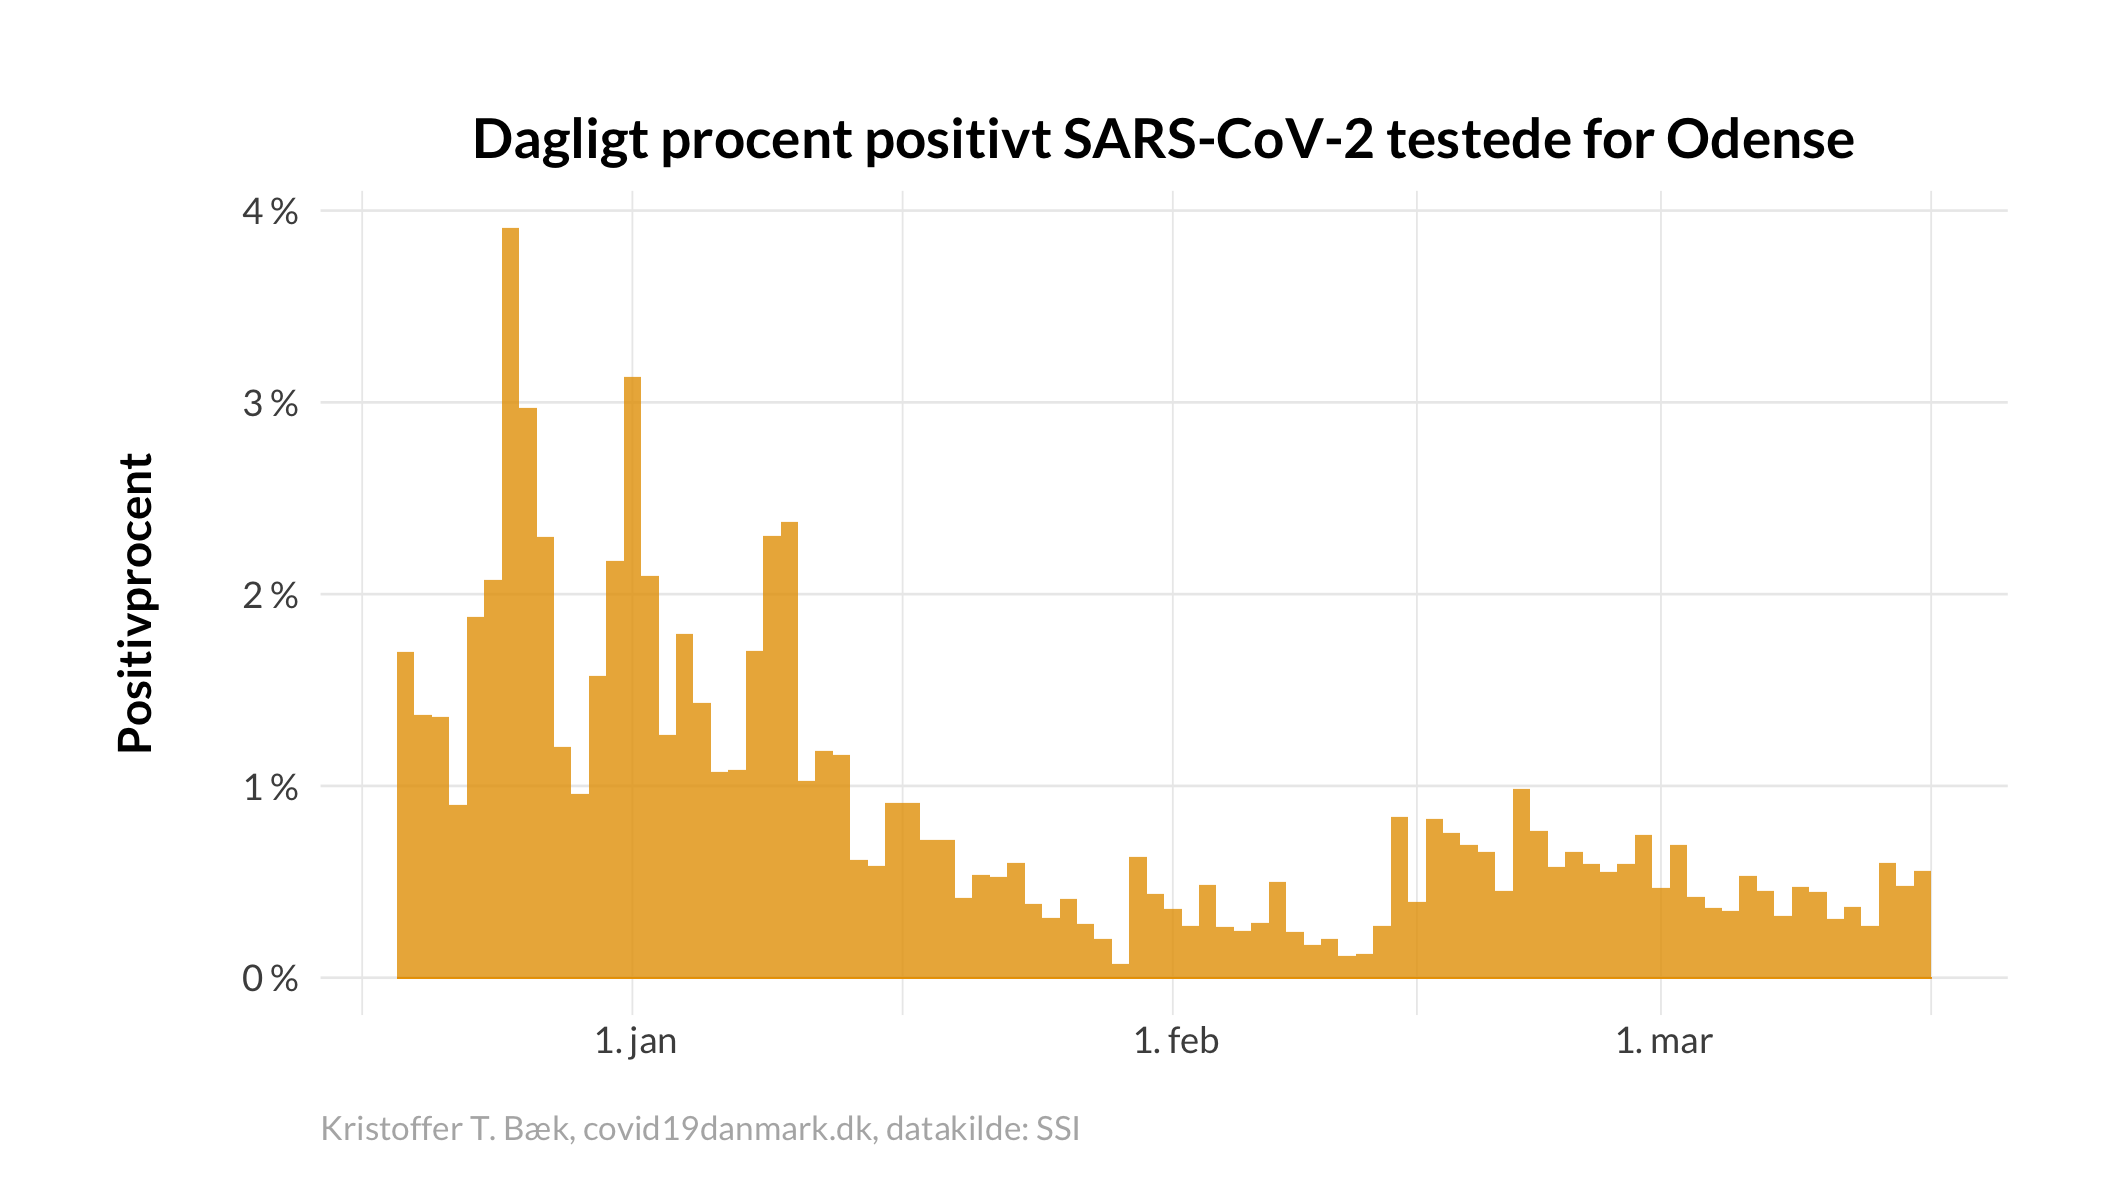 Dagligt procent positivt SARS-CoV-2 testede for Odense
Positivprocent
4 %
3 %
2 %
1 %
0 %
1. jan
1. feb
1. mar
Kristoffer T. Bæk, covid19danmark.dk, datakilde: SSI